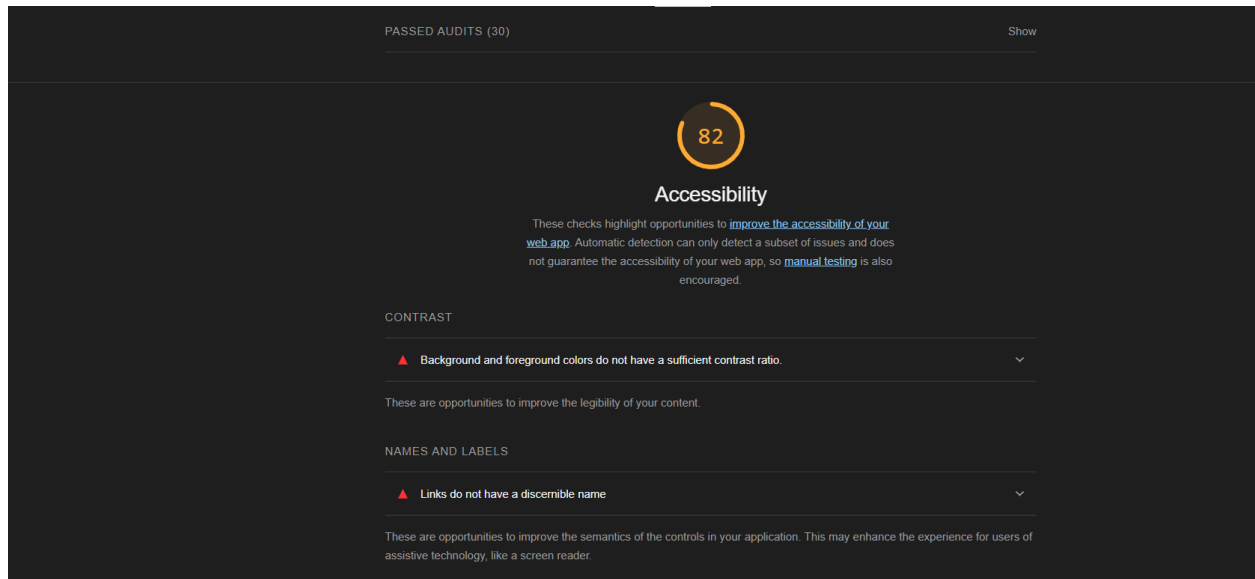 PASSED AUDITS (30)
Show
82
Accessibility
These checks highlight opportunities to improve the accessibility of your
web app. Automatic detection can only detect a subset of issues and does
not guarantee the accessibility of your web app, so manual testing is also
encouraged.
CONTRAST
Background and foreground colors do not have a sufficient contrast ratio.
These are opportunities to improve the legibility of your content.
NAMES AND LABELS
Links do not have a discernible name
These are opportunities to improve the semantics of the controls in your application. This may enhance the experience for users of
assistive technology, like a screen reader.